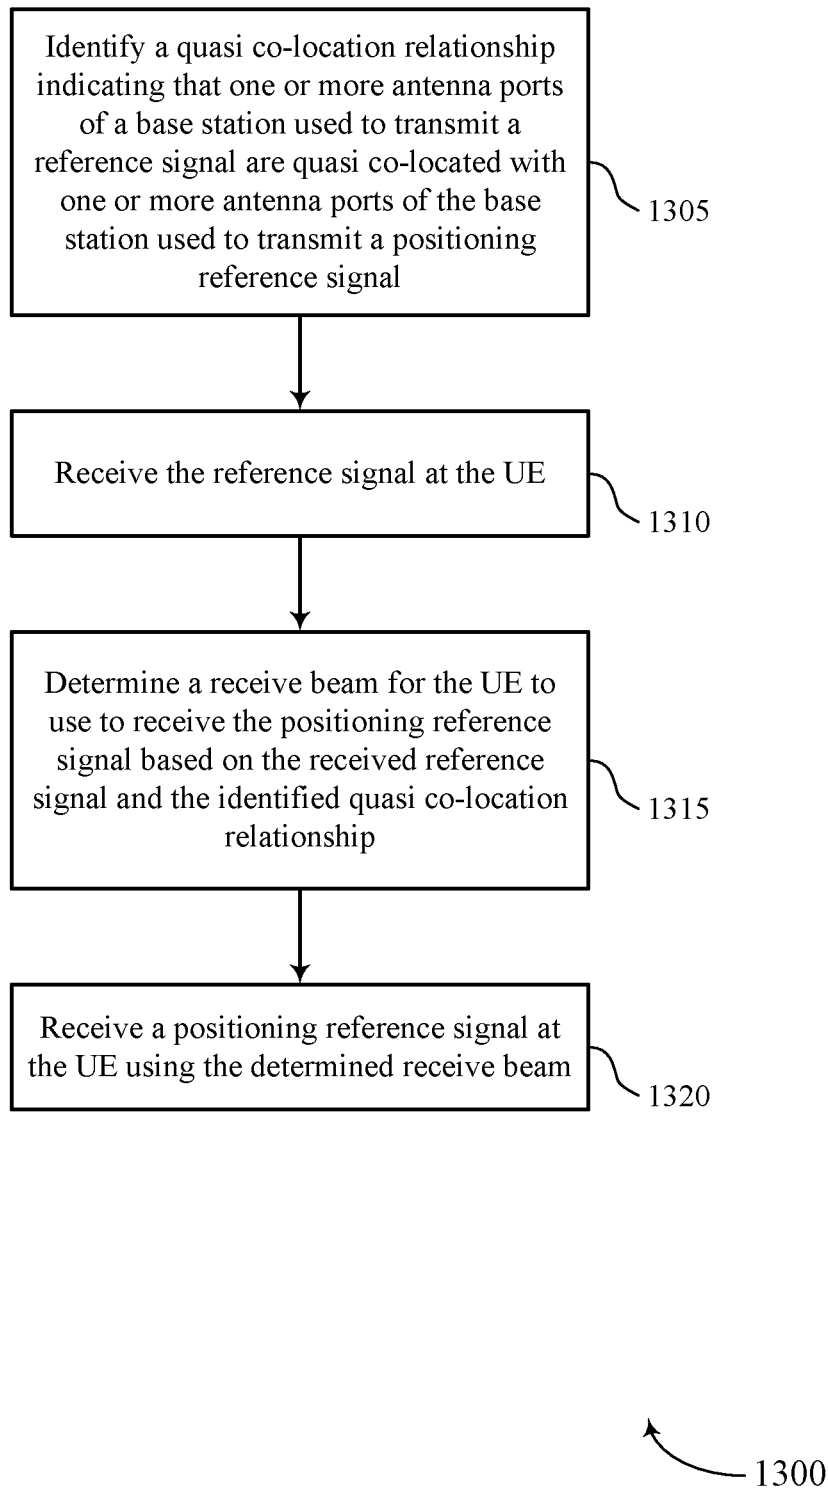 Identify a quasi co-location relationship
indicating that one or more antenna ports
of a base station used to transmit a
reference signal are quasi co-located with
one or more antenna ports of the base
station used to transmit a positioning
reference signal
1305
Receive the reference signal at the UE
1310
Determine a receive beam for the UE to
use to receive the positioning reference
signal based on the received reference
signal and the identified quasi co-location
relationship
1315
Receive a positioning reference signal at
the UE using the determined receive beam
1320
1300